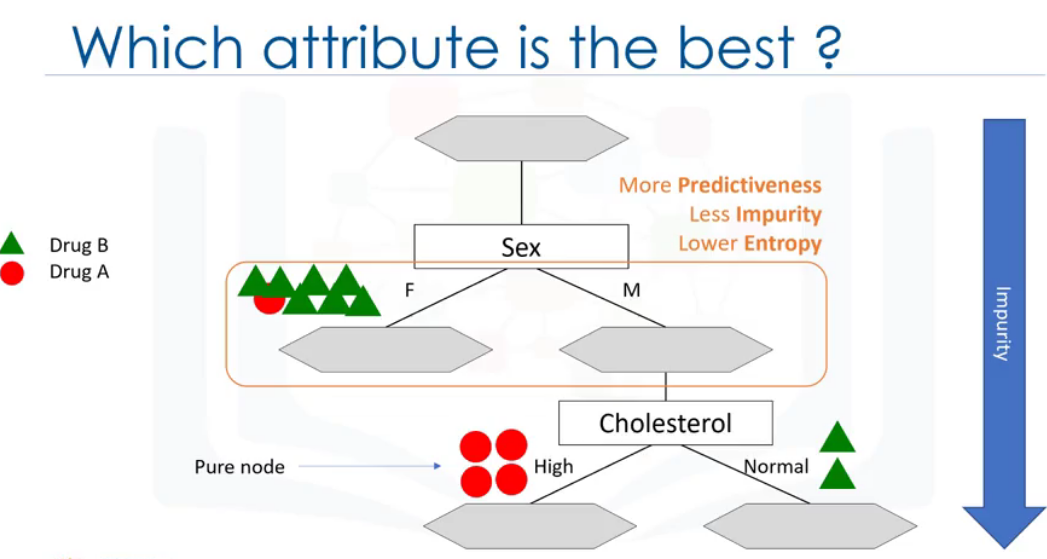 Which attribute is the best ?
More Predictiveness
Less Impurity
Lower Entropy
Drug B
Drug A
Sex
F
M
Impurity
Cholesterol
Pure node
High
Normal